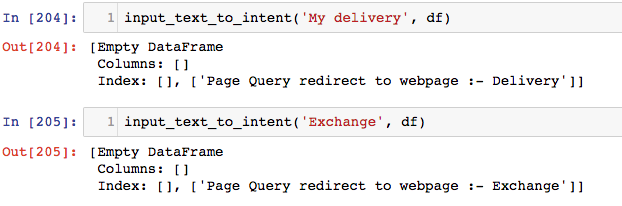 In [204]: 1 input_text_to_intent('My delivery', df)
Out[204]: [Empty DataFrame
Columns: []
Index: [], ['Page Query redirect to webpage :- Delivery']]
In [205]: 1 input_text_to_intent('Exchange', df)
Out[205]: [Empty DataFrame
Columns: []
Index: [], ['Page Query redirect to webpage :- Exchange']]